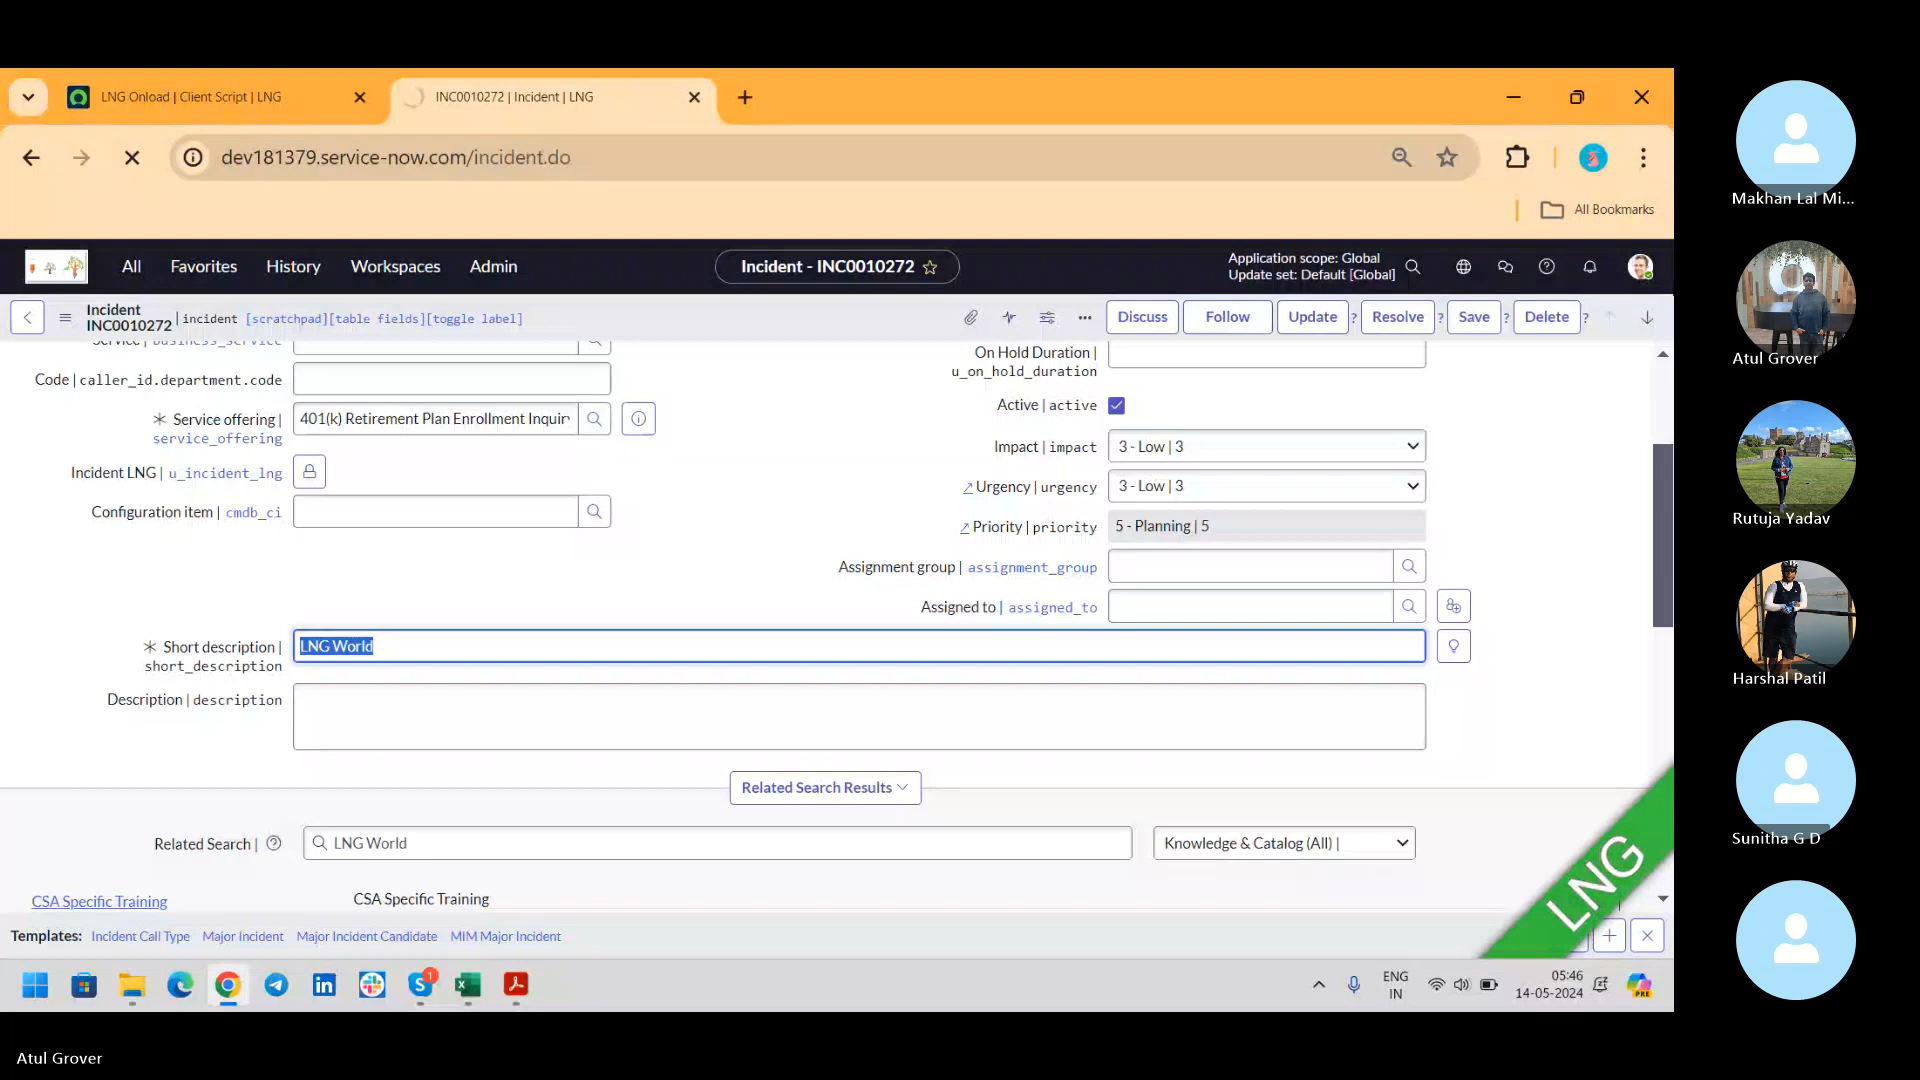 LNG Onload | Client Script | LNG
INC0010272 | Incident | LNG
dev181379.service-now.com/incident.do
All Bookmarks
All
Favorites
History
Workspaces
Admin
Incident - INC0010272
Application scope: Global
Update set: Default [Global]
Incident
INC0010272
| incident [scratchpad][table fields][toggle label]
Discuss
Follow
Update
?
Resolve
?
Save
?
Delete
?
Service | business_service
On Hold Duration |
u_on_hold_duration
Code | caller_id.department.code
Active | active
Service offering |
service_offering
401(k) Retirement Plan Enrollment Inquir
Impact | impact
3 - Low | 3
Incident LNG | u_incident_lng
Urgency | urgency
3 - Low | 3
Configuration item | cmdb_ci
Priority | priority
5 - Planning | 5
Assignment group | assignment_group
Assigned to | assigned_to
Short description |
short_description
LNG World
Description | description
Related Search Results
Related Search |
LNG World
Knowledge & Catalog (All) |
CSA Specific Training
CSA Specific Training
LNG
Templates:
Incident Call Type
Major Incident
Major Incident Candidate
MIM Major Incident
1
ENG
IN
05:46
14-05-2024
PRE
Makhan Lal Mi...
Atul Grover
Rutuja Yadav
Harshal Patil
Sunitha G D
Atul Grover